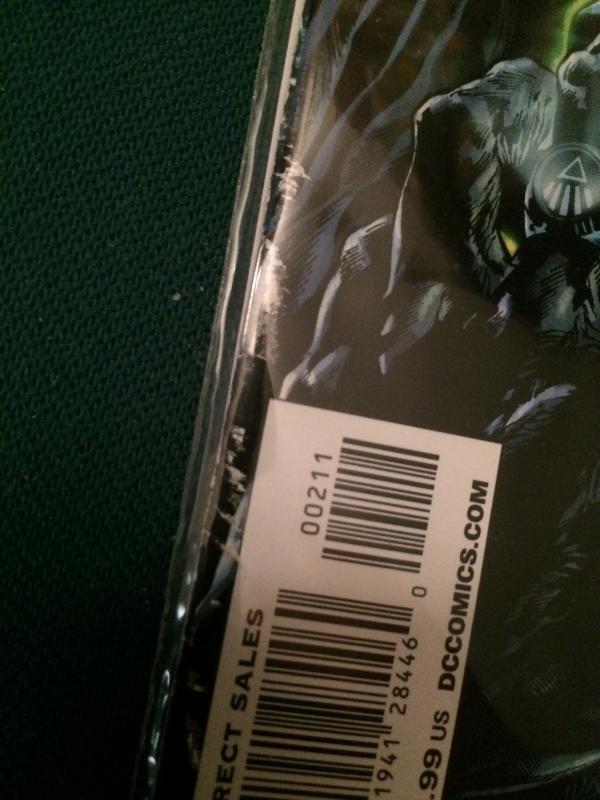 00211
0
RECT SALES
1941 28446
.99 US DCCOMICS.COM